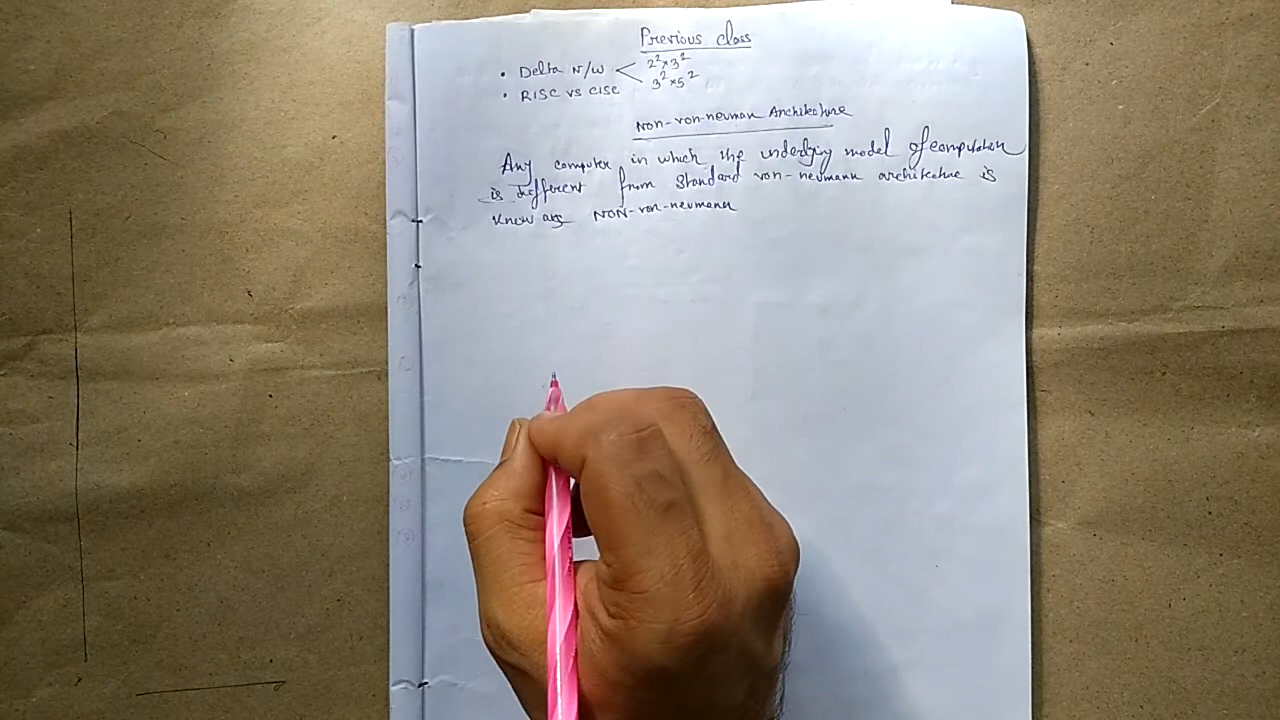 Previous class
• Delta N/W < 2²×3²
3²×5²
• RISC vs CISC
Non-von-neuman Architecture
Any computer in which the underlying model of computation
is different from standard von-neumann architecture is
know as NON-von-neumann